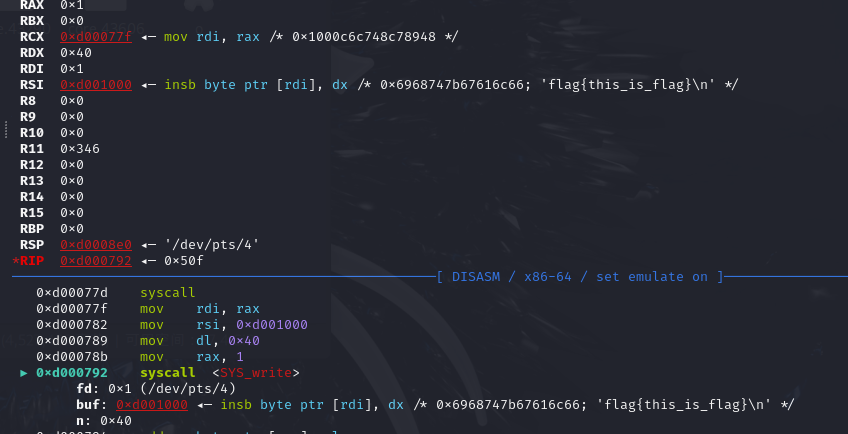 RAX 0×1
RBX 0×0
RCX 0×d00077f ◂— mov rdi, rax /* 0×1000c6c748c78948 */
RDX 0×40
RDI 0×1
RSI 0×d001000 ◂— insb byte ptr [rdi], dx /* 0×6968747b67616c66; 'flag{this_is_flag}\n' */
R8 0×0
R9 0×0
R10 0×0
R11 0×346
R12 0×0
R13 0×0
R14 0×0
R15 0×0
RBP 0×0
RSP 0×d0008e0 ◂— '/dev/pts/4'
*RIP 0×d000792 ◂— 0×50f
[ DISASM / x86-64 / set emulate on ]
0×d00077d syscall
0×d00077f mov rdi, rax
0×d000782 mov rsi, 0×d001000
0×d000789 mov dl, 0×40
0×d00078b mov rax, 1
► 0×d000792 syscall <SYS_write>
fd: 0×1 (/dev/pts/4)
buf: 0×d001000 ◂— insb byte ptr [rdi], dx /* 0×6968747b67616c66; 'flag{this_is_flag}\n' */
n: 0×40